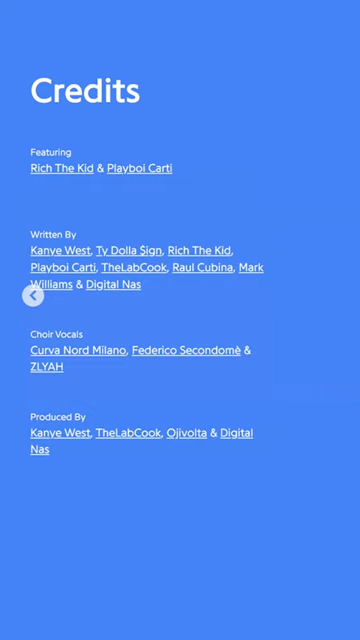 Credits
Featuring
Rich The Kid & Playboi Carti
Written By
Kanye West, Ty Dolla $ign, Rich The Kid,
Playboi Carti, TheLabCook, Raul Cubina, Mark
Williams & Digital Nas
Choir Vocals
Curva Nord Milano, Federico Secondomè &
ZLYAH
Produced By
Kanye West, TheLabCook, Ojivolta & Digital
Nas